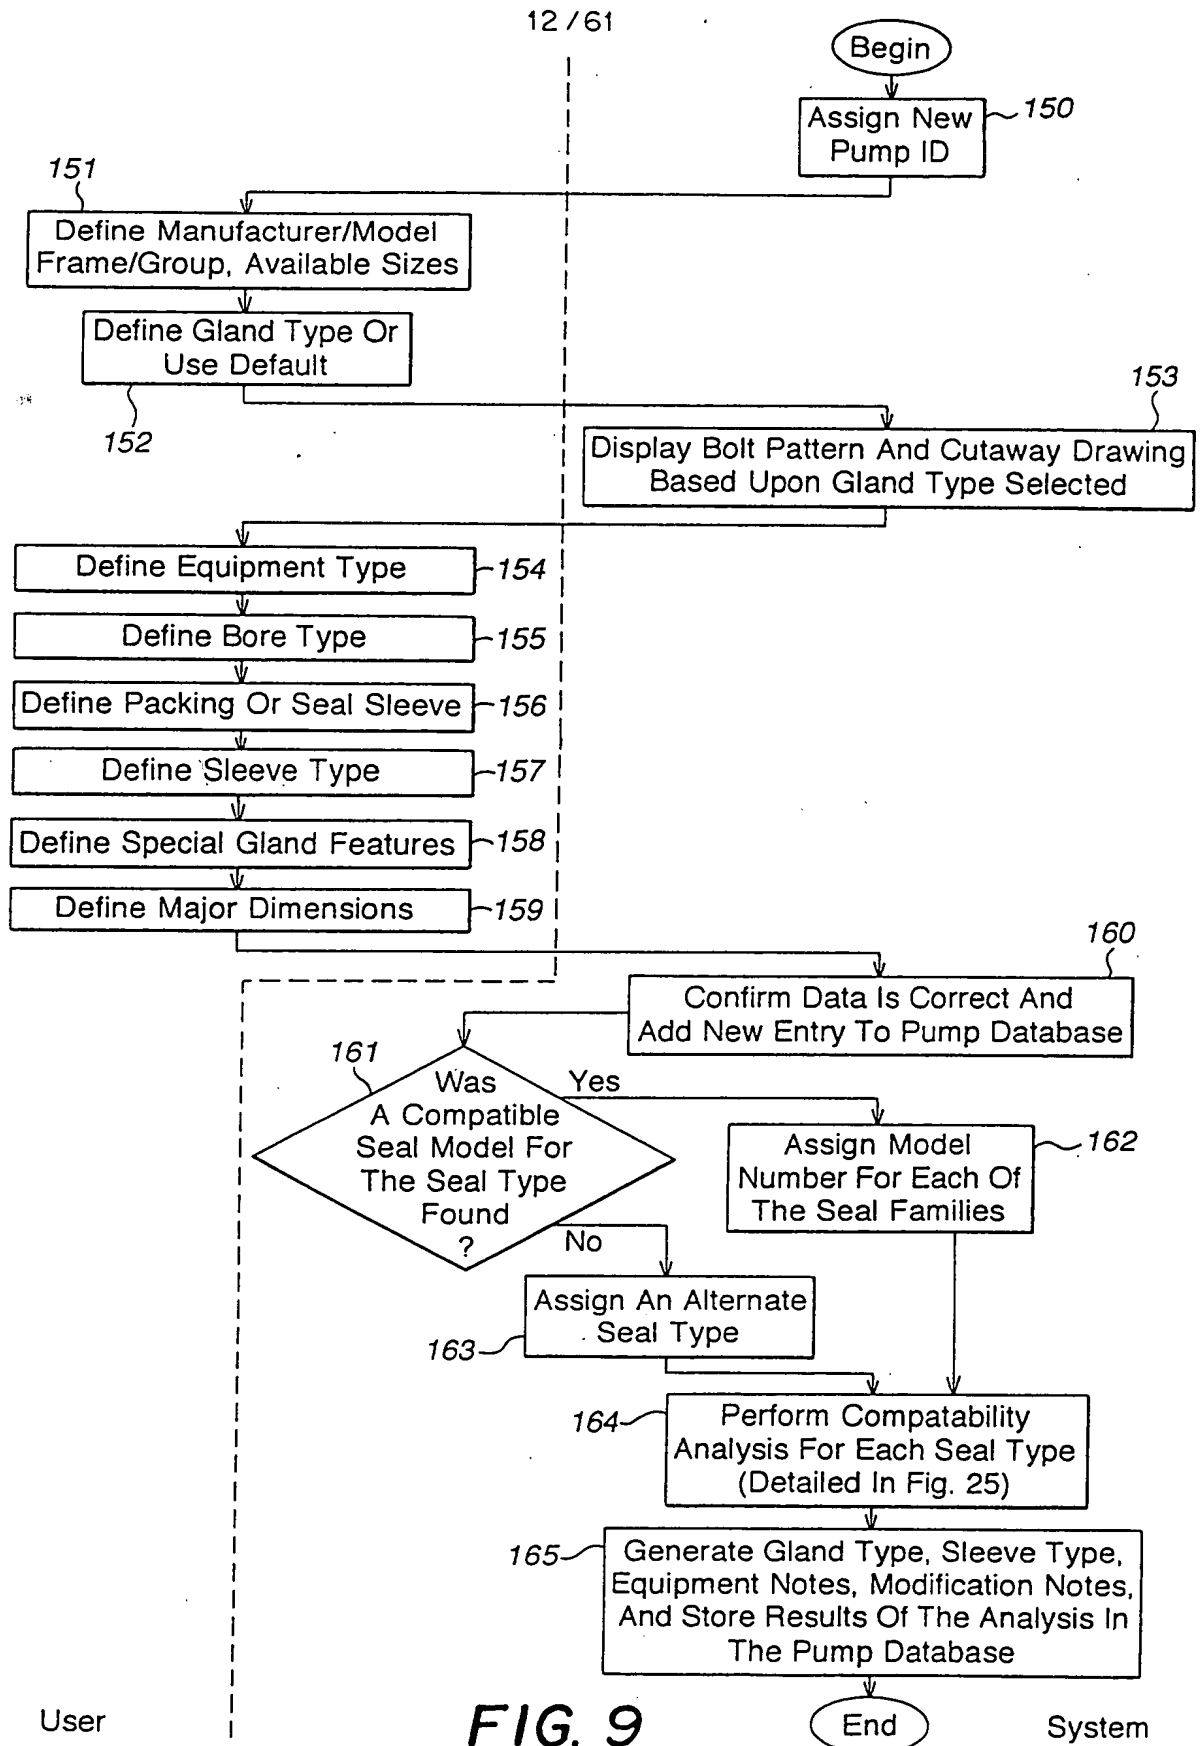 12/61
Begin
Assign New
Pump ID
150
151
Define Manufacturer/Model
Frame/Group, Available Sizes
Define Gland Type Or
Use Default
152
153
Display Bolt Pattern And Cutaway Drawing
Based Upon Gland Type Selected
Define Equipment Type
154
Define Bore Type
155
Define Packing Or Seal Sleeve
156
Define Sleeve Type
157
Define Special Gland Features
158
Define Major Dimensions
159
160
Confirm Data Is Correct And
Add New Entry To Pump Database
161
Was
A Compatible
Seal Model For
The Seal Type
Found
?
Yes
No
Assign Model
Number For Each Of
The Seal Families
162
Assign An Alternate
Seal Type
163
164
Perform Compatability
Analysis For Each Seal Type
(Detailed In Fig. 25)
165
Generate Gland Type, Sleeve Type,
Equipment Notes, Modification Notes,
And Store Results Of The Analysis In
The Pump Database
User
FIG. 9
End
System